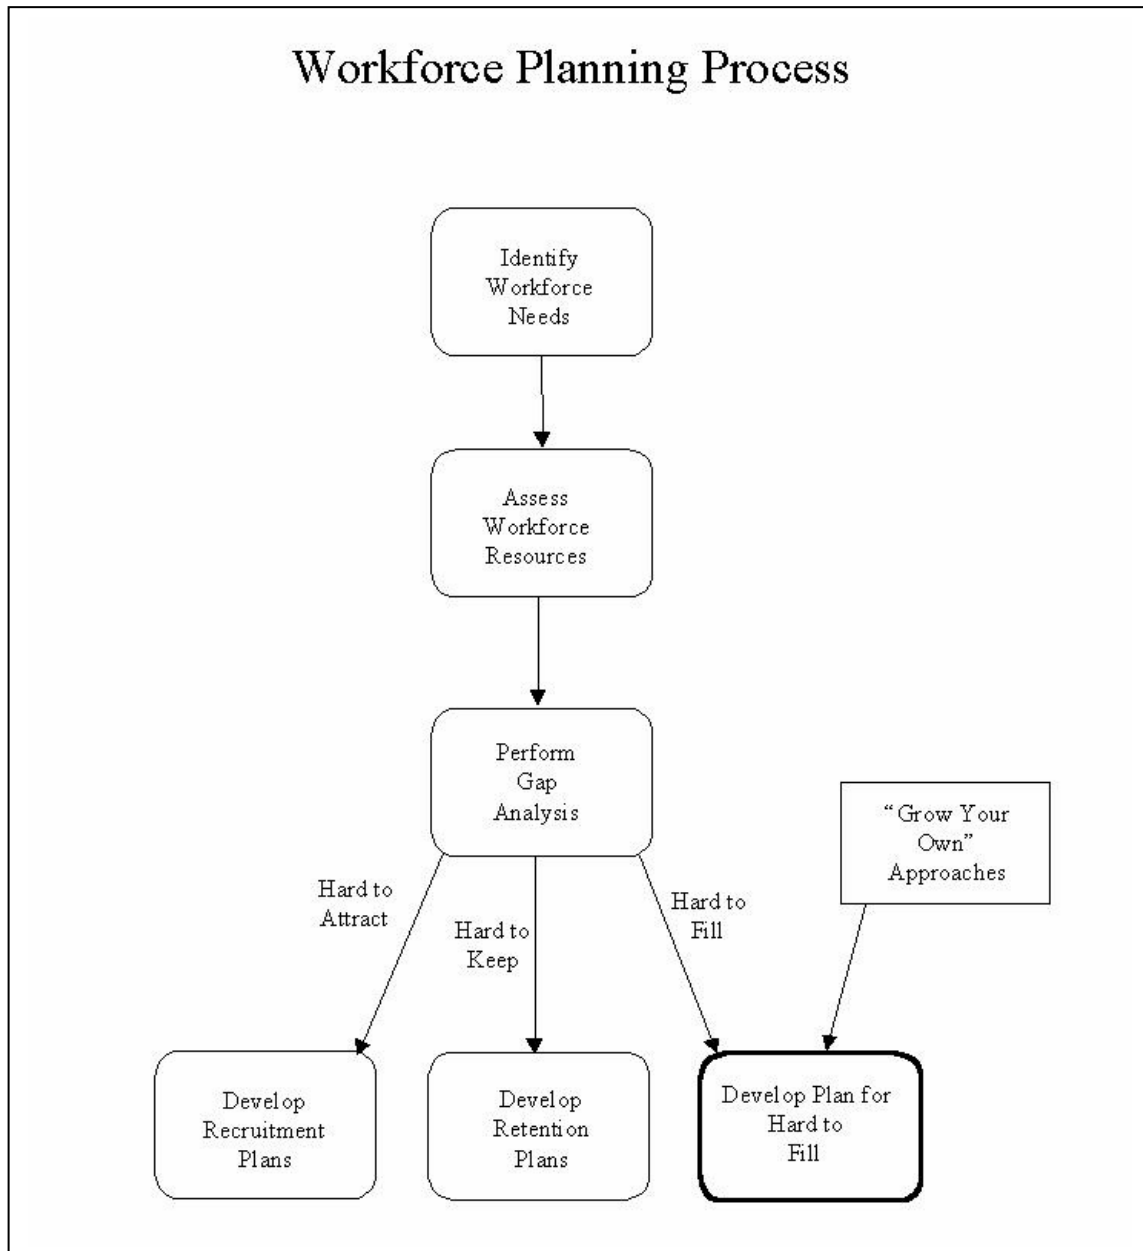 Workforce Planning Process
Identify
Workforce
Needs
Assess
Workforce
Resources
Perform
Gap
Analysis
“Grow Your
Own”
Approaches
Hard to
Attract
Hard to
Keep
Hard to
Fill
Develop
Recruitment
Plans
Develop
Retention
Plans
Develop Plan for
Hard to
Fill